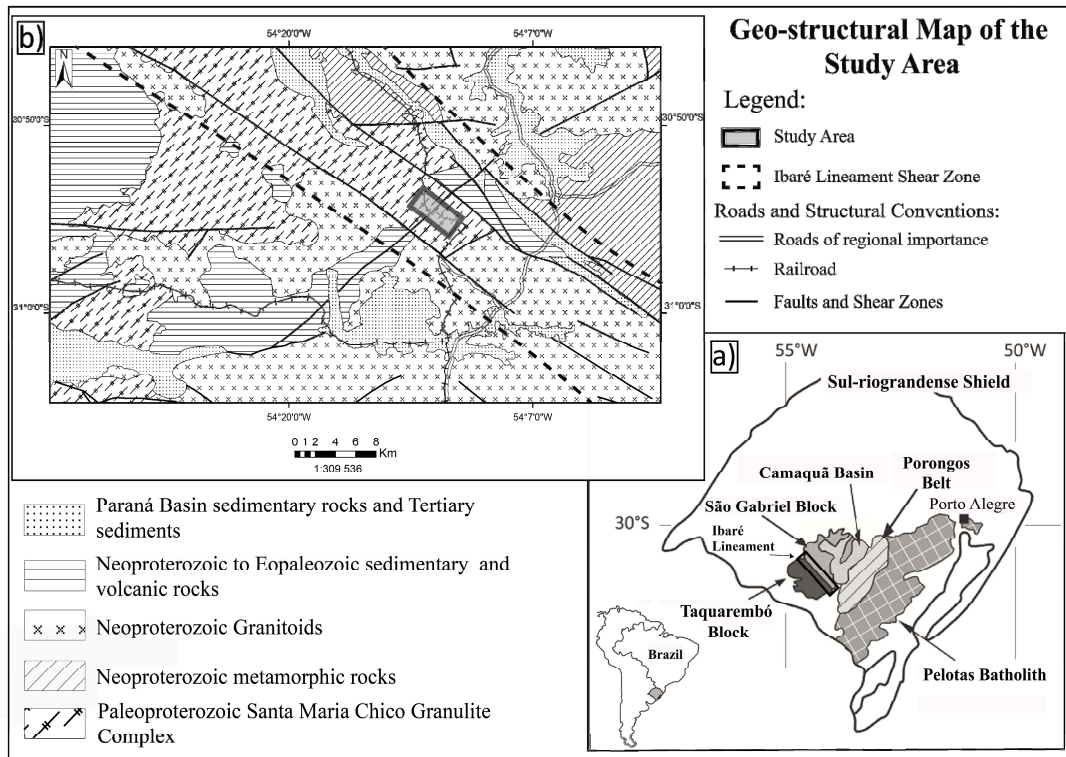 b)
54°20'0"W
54°7'0"W
N
30°50'0"S
30°50'0"S
31°0'0"S
31°0'0"S
54°20'0"W
54°7'0"W
0 1 2 4 6 8
Km
1:309 536
Geo-structural Map of the
Study Area
Legend:
Study Area
Ibaré Lineament Shear Zone
Roads and Structural Conventions:
Roads of regional importance
Railroad
Faults and Shear Zones
Paraná Basin sedimentary rocks and Tertiary
sediments
Neoproterozoic to Eopaleozoic sedimentary and
volcanic rocks
Neoproterozoic Granitoids
Neoproterozoic metamorphic rocks
Paleoproterozoic Santa Maria Chico Granulite
Complex
a)
55°W
50°W
Sul-riograndense Shield
Camaquã Basin
Porongos
Belt
São Gabriel Block
Porto Alegre
30°S
Ibaré
Lineament
Taquarembó
Block
Brazil
Pelotas Batholith